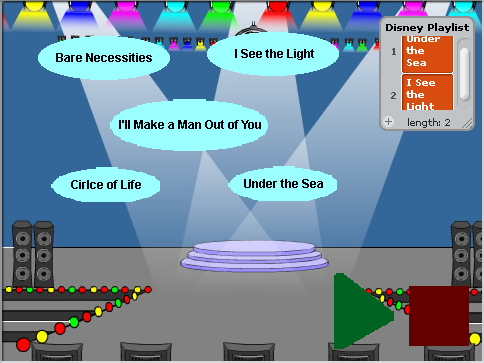 Bare Necessities
I See the Light
I'll Make a Man Out of You
Cirlce of Life
Under the Sea
Disney Playlist
1
Under
the
Sea
2
I See
the
Light
+
length: 2